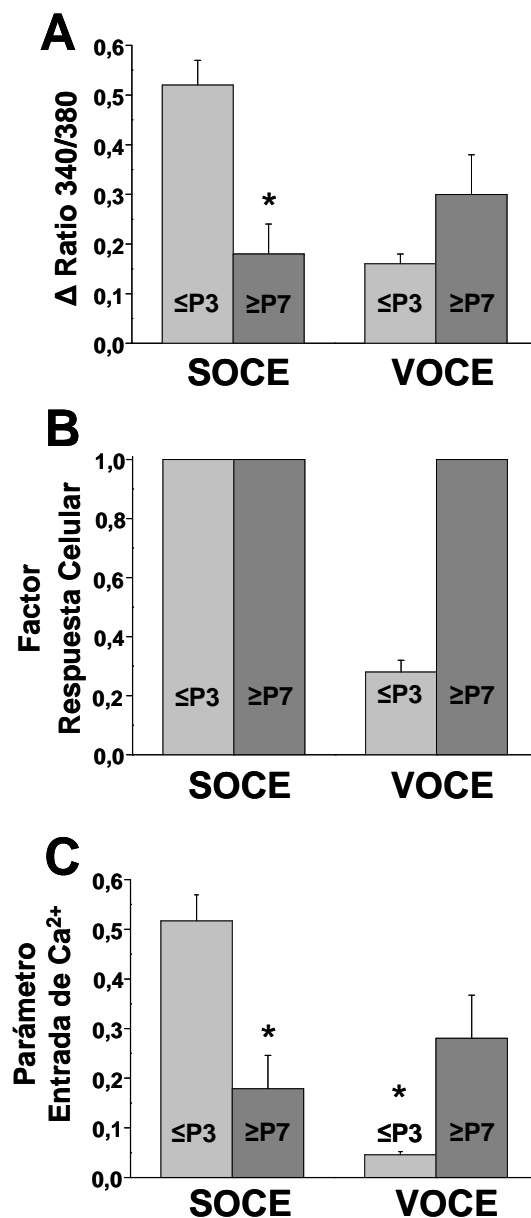 A
Δ Ratio 340/380
0,6
0,5
0,4
0,3
0,2
0,1
0,0
*
≤P3
≥P7
≤P3
≥P7
SOCE
VOCE
B
Factor
Respuesta Celular
1,0
0,8
0,6
0,4
0,2
0,0
≤P3
≥P7
≤P3
≥P7
SOCE
VOCE
C
Parámetro
Entrada de Ca²⁺
0,6
0,5
0,4
0,3
0,2
0,1
0,0
*
*
≤P3
≥P7
≤P3
≥P7
SOCE
VOCE